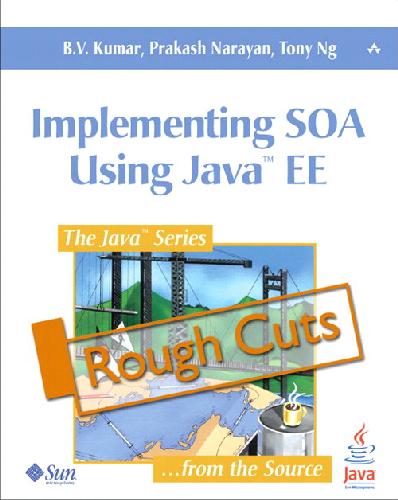 B.V. Kumar, Prakash Narayan, Tony Ng
Implementing SOA
Using Java™ EE
The Java™ Series
Rough Cuts
...from the Source
Sun
Java